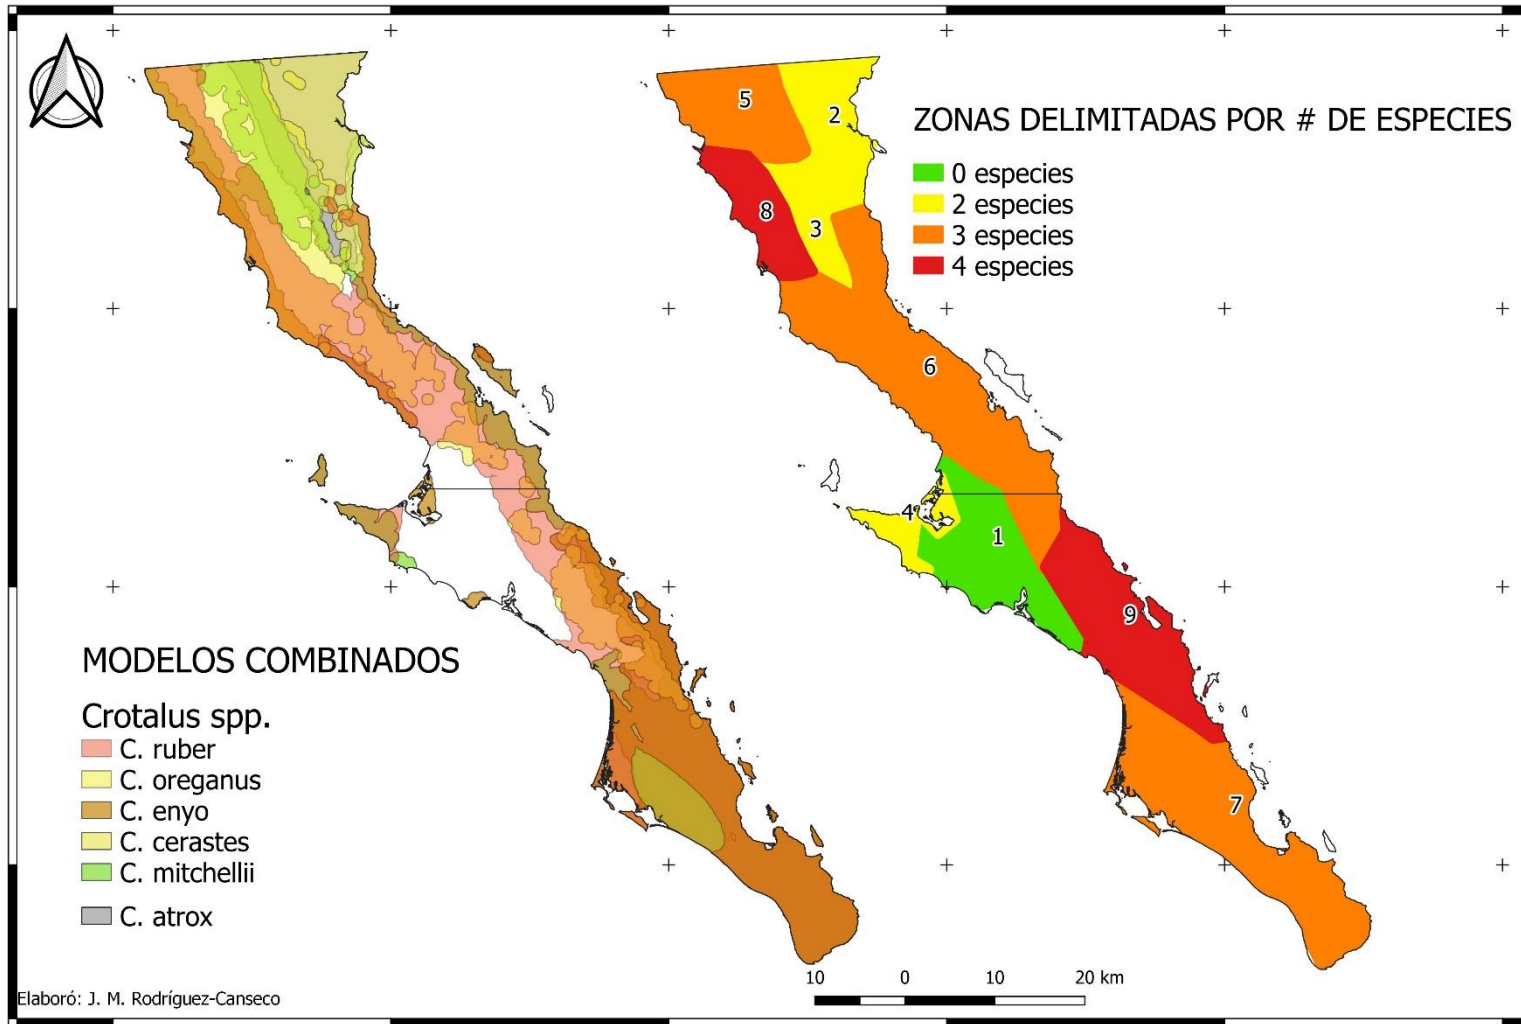 ZONAS DELIMITADAS POR # DE ESPECIES
0 especies
2 especies
3 especies
4 especies
5
2
8
3
6
4
1
9
7
MODELOS COMBINADOS
Crotalus spp.
C. ruber
C. oreganus
C. enyo
C. cerastes
C. mitchellii
C. atrox
10 0 10 20 km
Elaboró: J. M. Rodríguez-Canseco